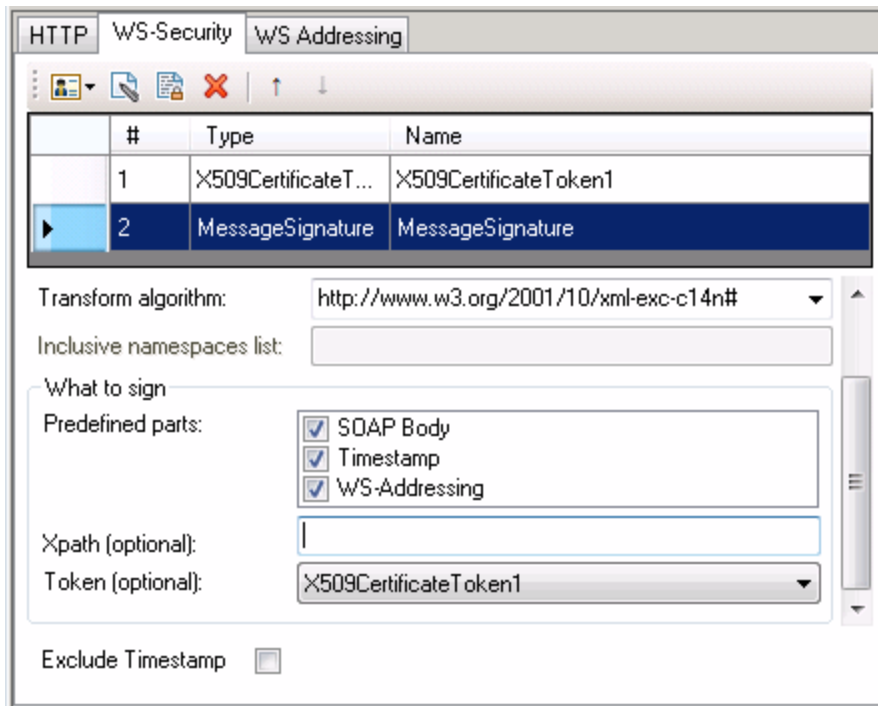 HTTP WS-Security WS Addressing
# Type Name
1 X509CertificateT... X509CertificateToken1
2 MessageSignature MessageSignature
Transform algorithm: http://www.w3.org/2001/10/xml-exc-c14n#
Inclusive namespaces list:
What to sign
Predefined parts: SOAP Body
Timestamp
WS-Addressing
Xpath (optional):
Token (optional): X509CertificateToken1
Exclude Timestamp